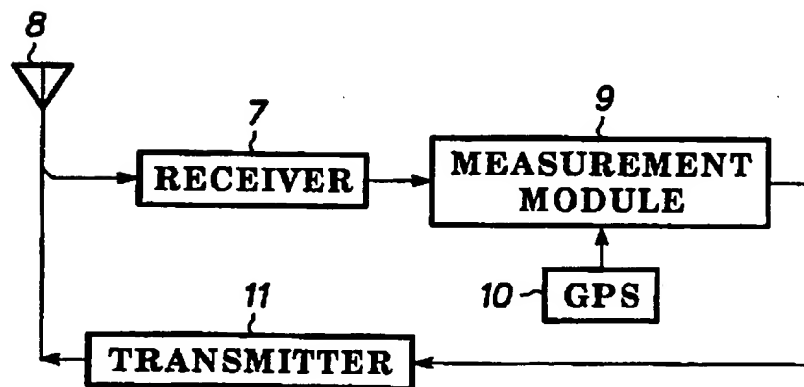 8
7
9
RECEIVER
MEASUREMENT
MODULE
10
GPS
11
TRANSMITTER